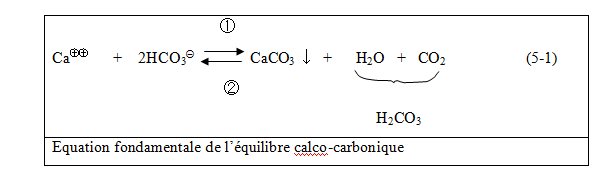 ①
Ca⊕⊕ + 2HCO₃⊖ ⇄ CaCO₃ ↓ + H₂O + CO₂ (5-1)
②
H₂CO₃
Equation fondamentale de l’équilibre calco-carbonique